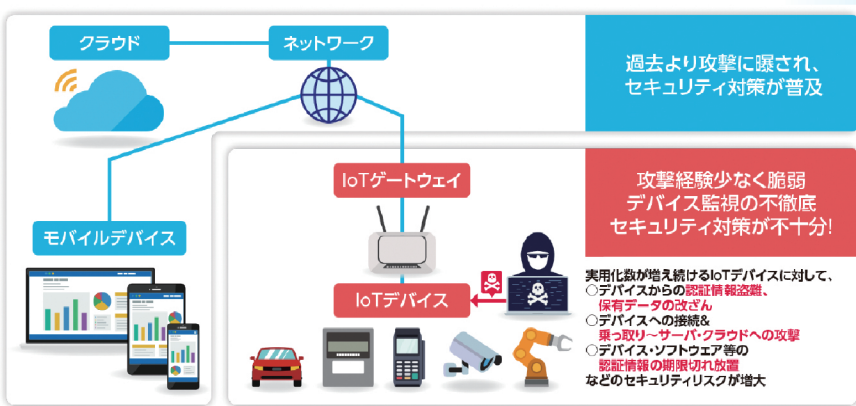 クラウド
ネットワーク
過去より攻撃に曝され、
セキュリティ対策が普及
IoTゲートウェイ
攻撃経験少なく脆弱
デバイス監視の不徹底
セキュリティ対策が不十分!
モバイルデバイス
IoTデバイス
実用化数が増え続けるIoTデバイスに対して、
○デバイスからの認証情報盗難、
保有データの改ざん
○デバイスへの接続&
乗っ取り~サーバ・クラウドへの攻撃
○デバイス・ソフトウェア等の
認証情報の期限切れ放置
などのセキュリティリスクが増大